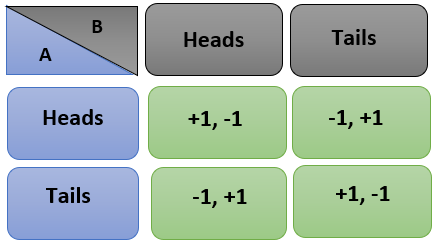 B
A
Heads
Tails
Heads
+1, -1
-1, +1
Tails
-1, +1
+1, -1